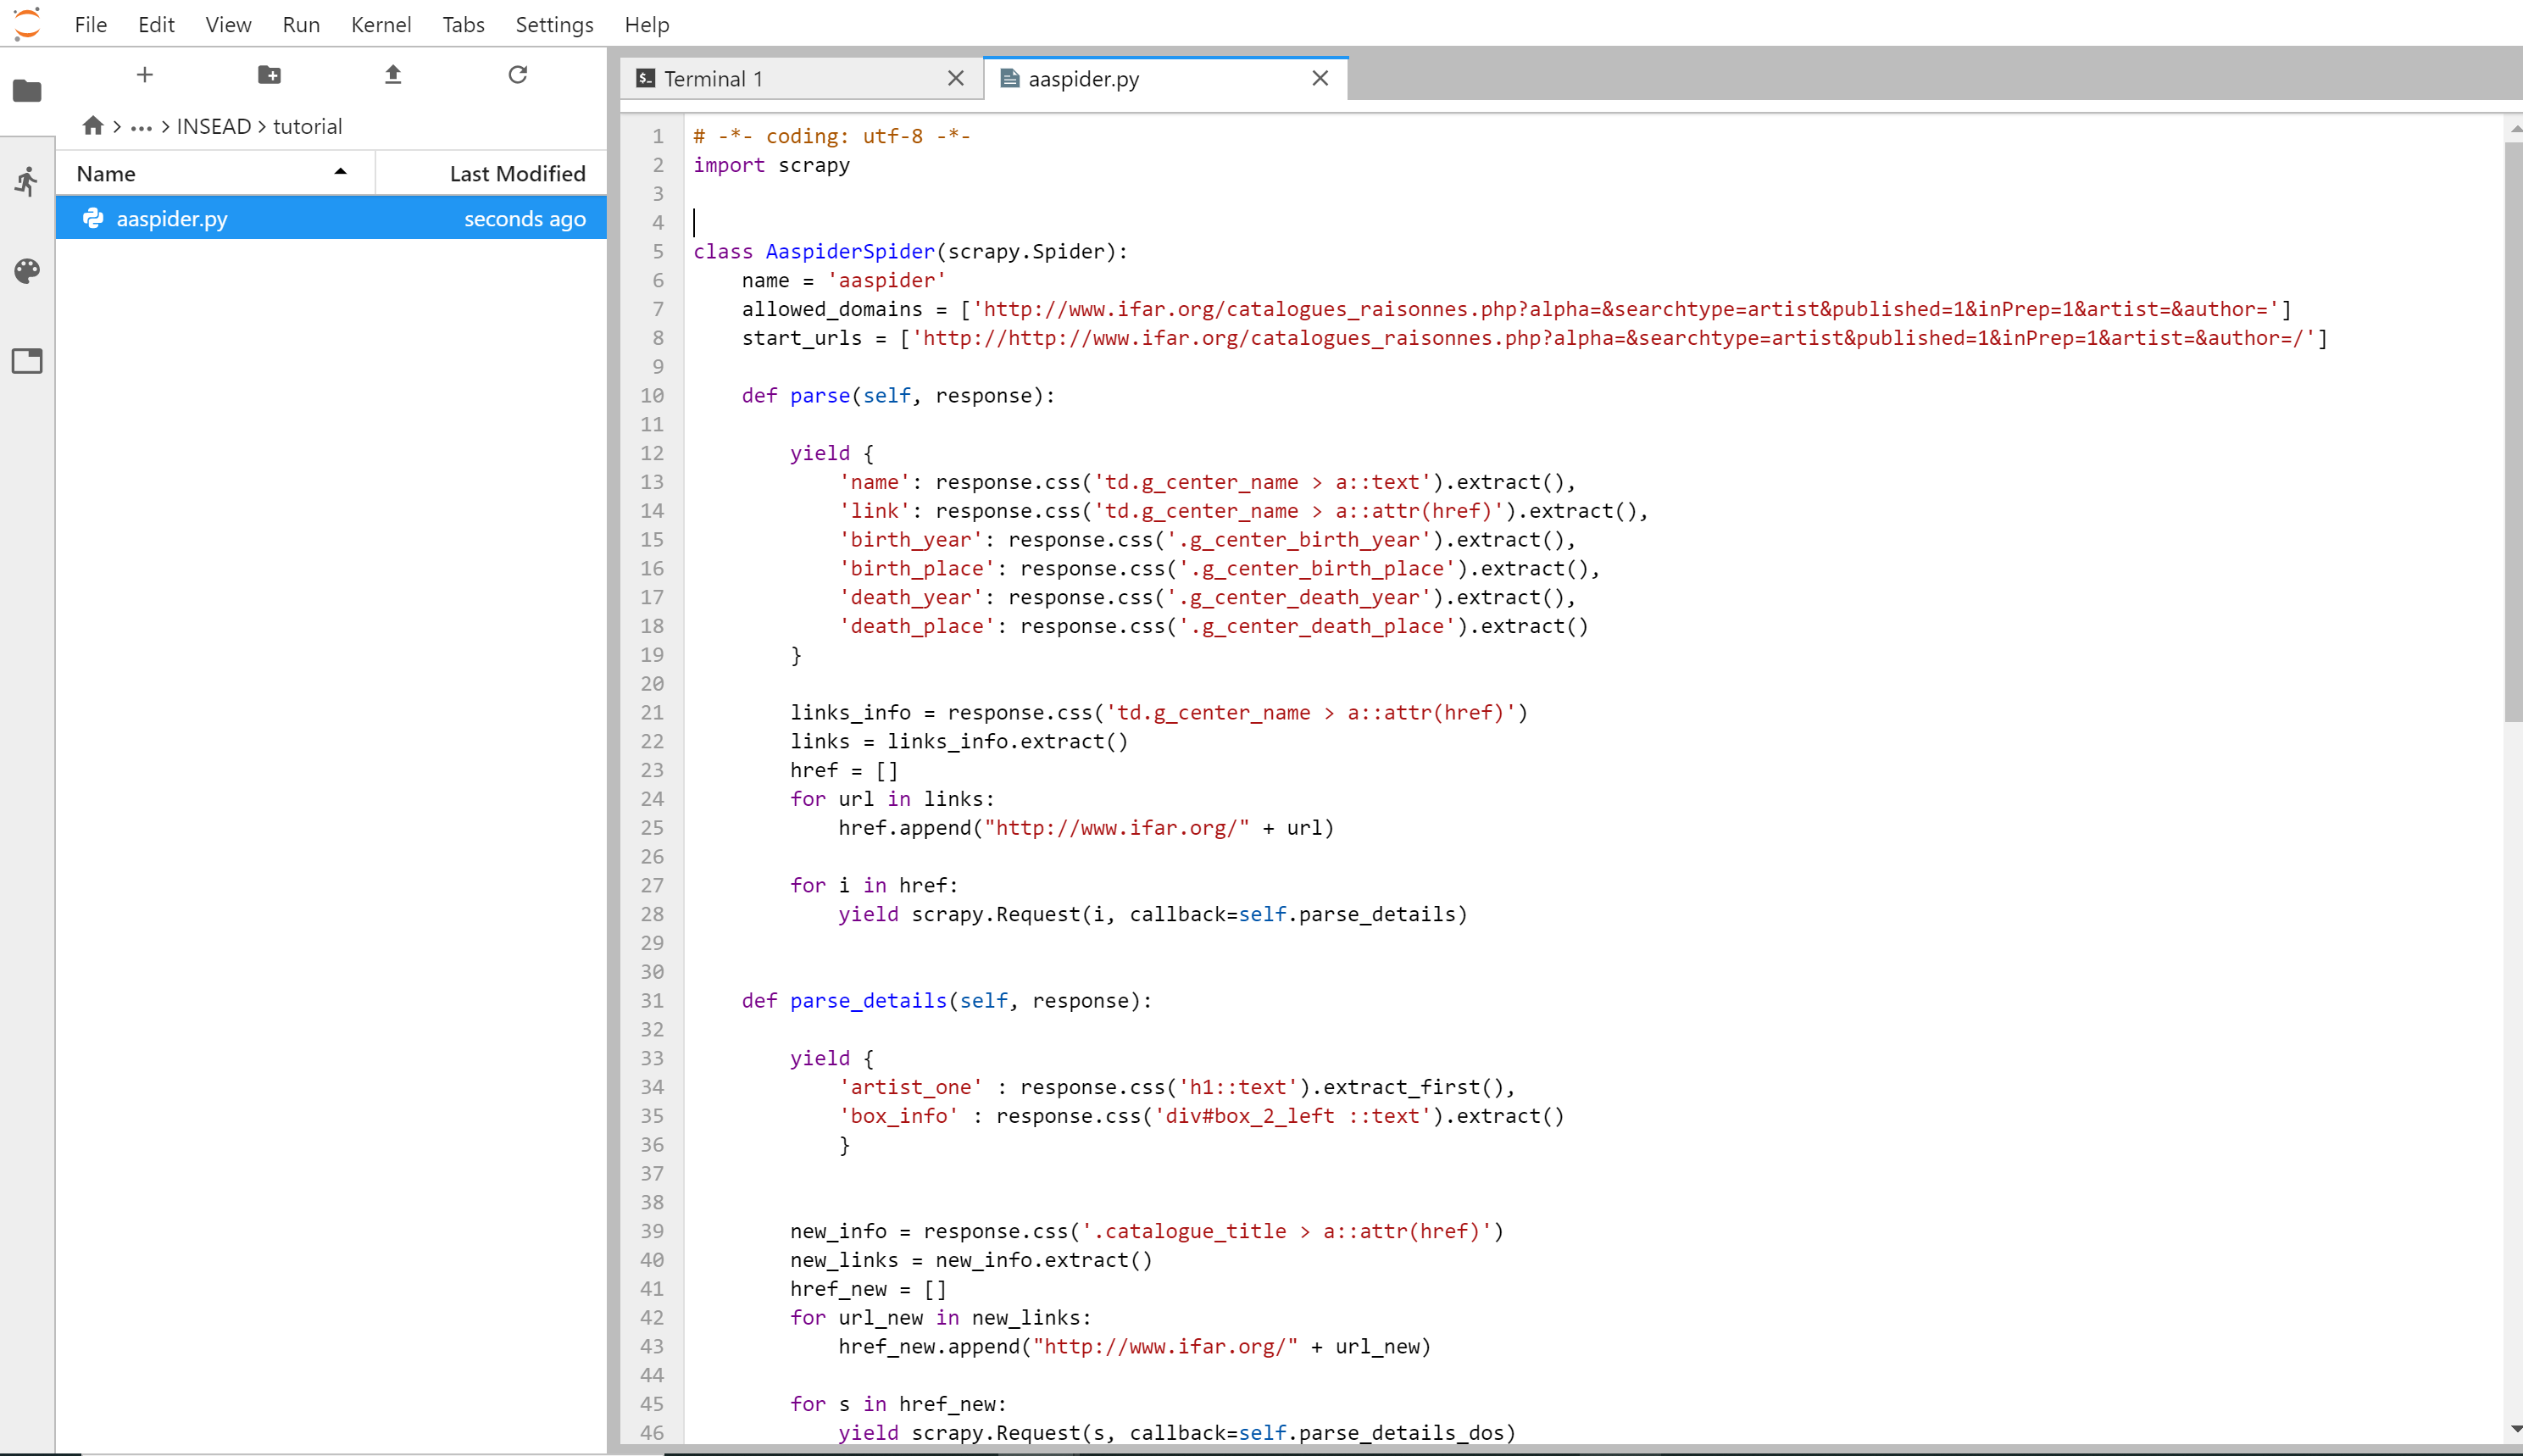 File Edit View Run Kernel Tabs Settings Help
… > INSEAD > tutorial
Name Last Modified
aaspider.py seconds ago
Terminal 1
aaspider.py
1 # -*- coding: utf-8 -*-
2 import scrapy
3
4
5 class AaspiderSpider(scrapy.Spider):
6     name = 'aaspider'
7     allowed_domains = ['http://www.ifar.org/catalogues_raisonnes.php?alpha=&searchtype=artist&published=1&inPrep=1&artist=&author=']
8     start_urls = ['http://http://www.ifar.org/catalogues_raisonnes.php?alpha=&searchtype=artist&published=1&inPrep=1&artist=&author=/']
9
10     def parse(self, response):
11
12         yield {
13             'name': response.css('td.g_center_name > a::text').extract(),
14             'link': response.css('td.g_center_name > a::attr(href)').extract(),
15             'birth_year': response.css('.g_center_birth_year').extract(),
16             'birth_place': response.css('.g_center_birth_place').extract(),
17             'death_year': response.css('.g_center_death_year').extract(),
18             'death_place': response.css('.g_center_death_place').extract()
19         }
20
21         links_info = response.css('td.g_center_name > a::attr(href)')
22         links = links_info.extract()
23         href = []
24         for url in links:
25             href.append("http://www.ifar.org/" + url)
26
27         for i in href:
28             yield scrapy.Request(i, callback=self.parse_details)
29
30
31     def parse_details(self, response):
32
33         yield {
34             'artist_one' : response.css('h1::text').extract_first(),
35             'box_info' : response.css('div#box_2_left ::text').extract()
36             }
37
38
39         new_info = response.css('.catalogue_title > a::attr(href)')
40         new_links = new_info.extract()
41         href_new = []
42         for url_new in new_links:
43             href_new.append("http://www.ifar.org/" + url_new)
44
45         for s in href_new:
46             yield scrapy.Request(s, callback=self.parse_details_dos)